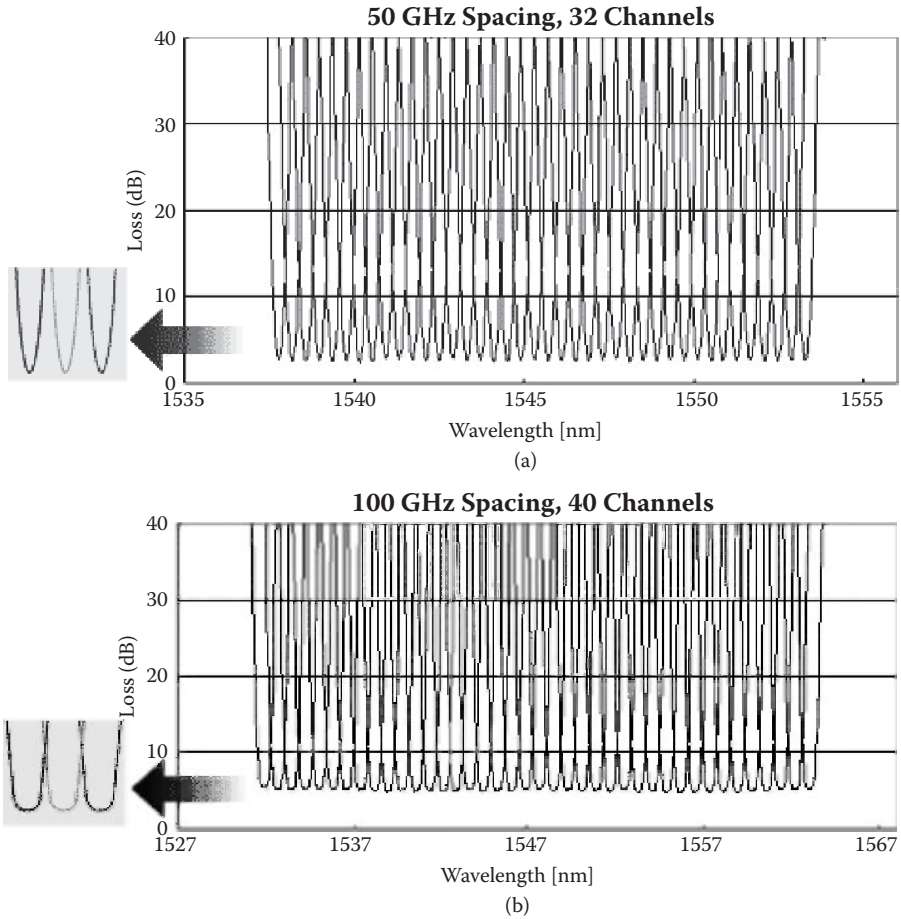 50 GHz Spacing, 32 Channels
40
30
20
10
0
Loss (dB)
1535 1540 1545 1550 1555
Wavelength [nm]
(a)
100 GHz Spacing, 40 Channels
40
30
20
10
0
Loss (dB)
1527 1537 1547 1557 1567
Wavelength [nm]
(b)